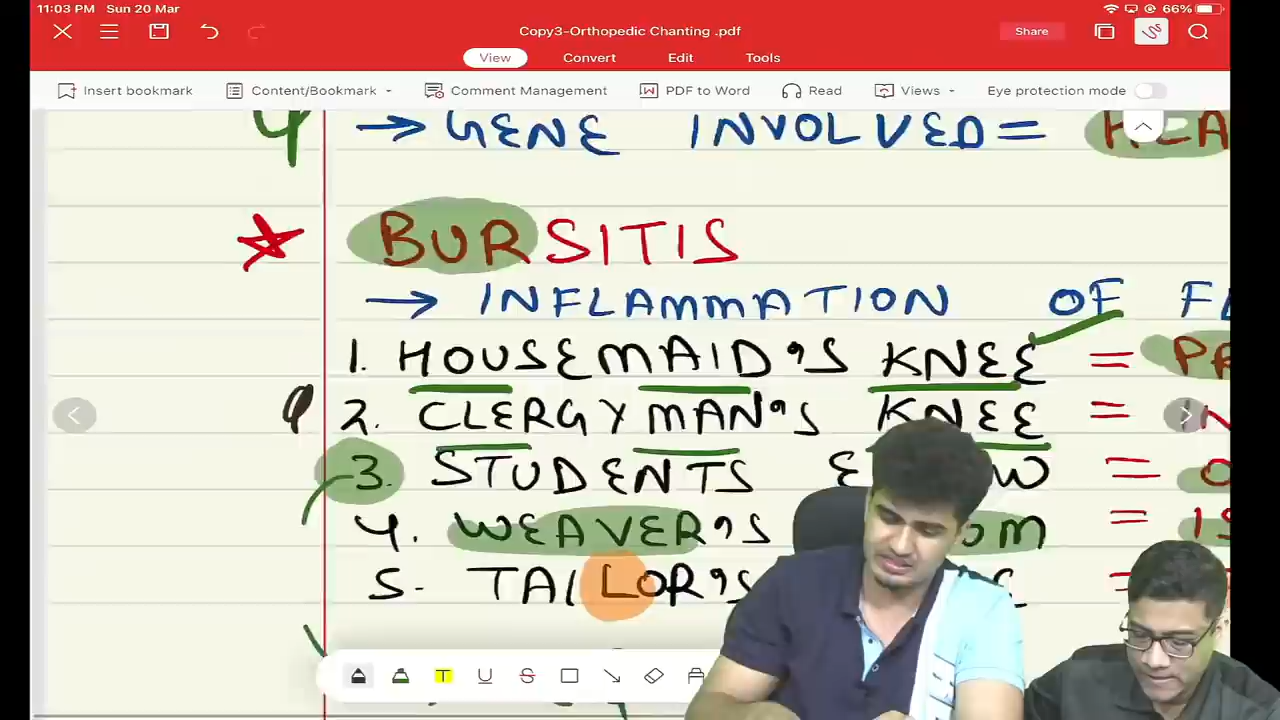 11:03 PM Sun 20 Mar 66%
Copy3-Orthopedic Chanting .pdf
Share
View Convert Edit Tools
Insert bookmark Content/Bookmark Comment Management PDF to Word Read Views Eye protection mode
4 → GENE INVOLVED=
BURSITIS
→ INFLAMMATION OF
1. HOUSEMAID'S KNEE =
2. CLERGYMAN'S KNEE =
3. STUDENTS =
4. WEAVER'S =
5- TAILOR'S =
T U S